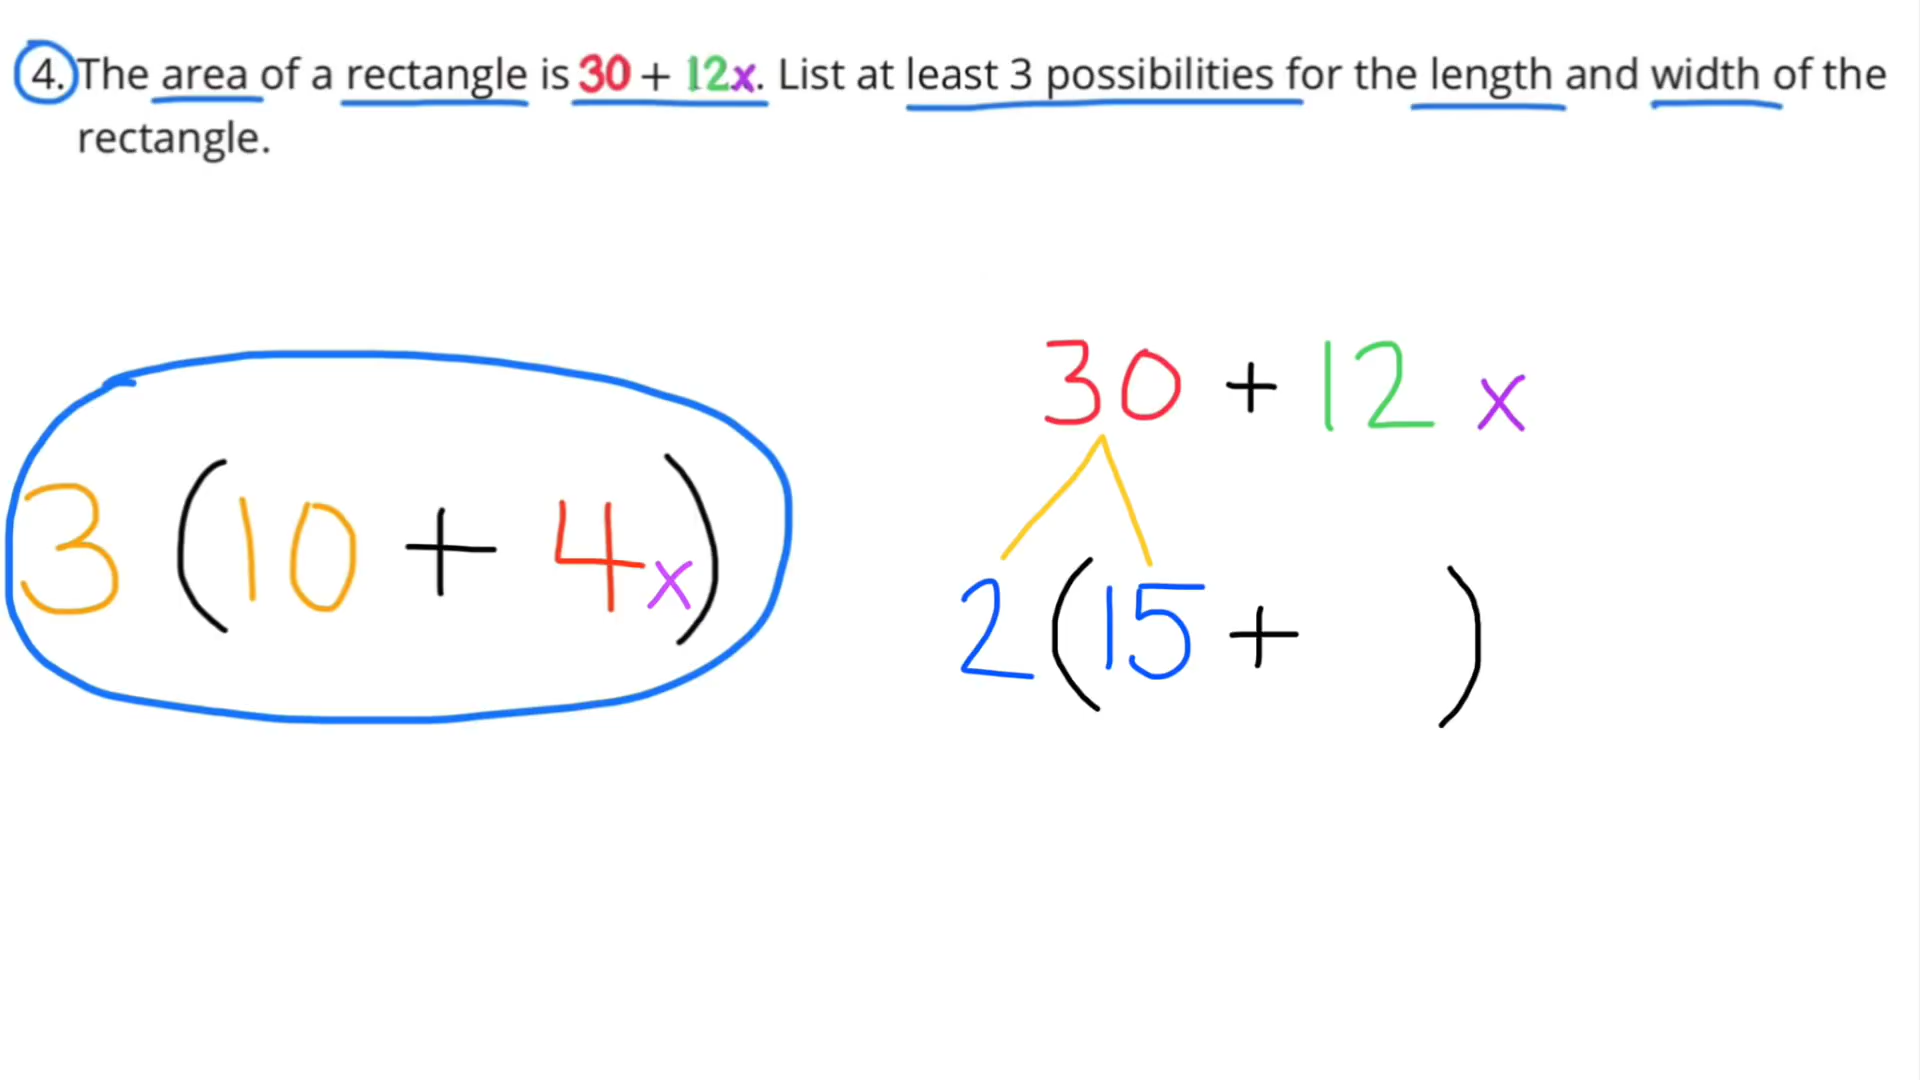 4. The area of a rectangle is 30 + 12x. List at least 3 possibilities for the length and width of the
rectangle.
3 (10 + 4x)
30 + 12 x
2(15 + )